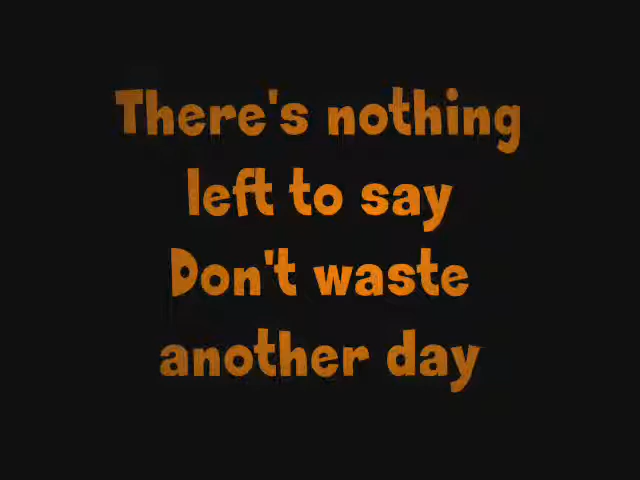 There's nothing
left to say
Don't waste
another day